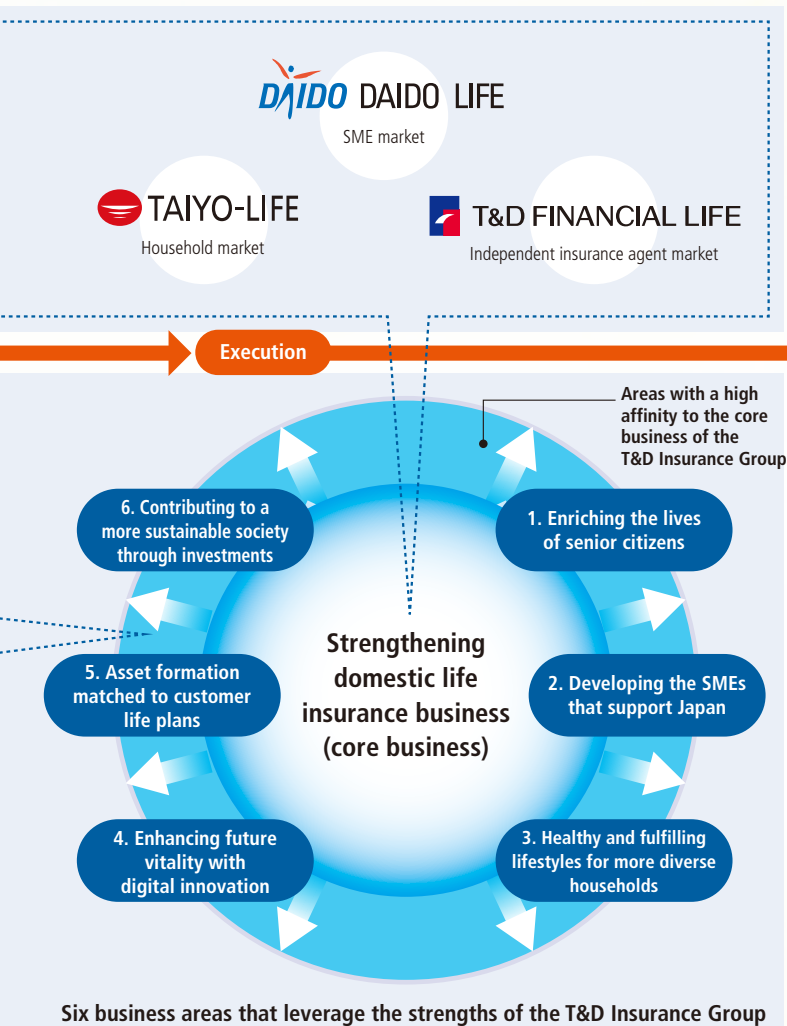 DAIDO DAIDO LIFE
SME market
TAIYO-LIFE
Household market
T&D FINANCIAL LIFE
Independent insurance agent market
Execution
Areas with a high
affinity to the core
business of the
T&D Insurance Group
6. Contributing to a
more sustainable society
through investments
1. Enriching the lives
of senior citizens
Strengthening
domestic life
insurance business
(core business)
5. Asset formation
matched to customer
life plans
2. Developing the SMEs
that support Japan
4. Enhancing future
vitality with
digital innovation
3. Healthy and fulfilling
lifestyles for more diverse
households
Six business areas that leverage the strengths of the T&D Insurance Group